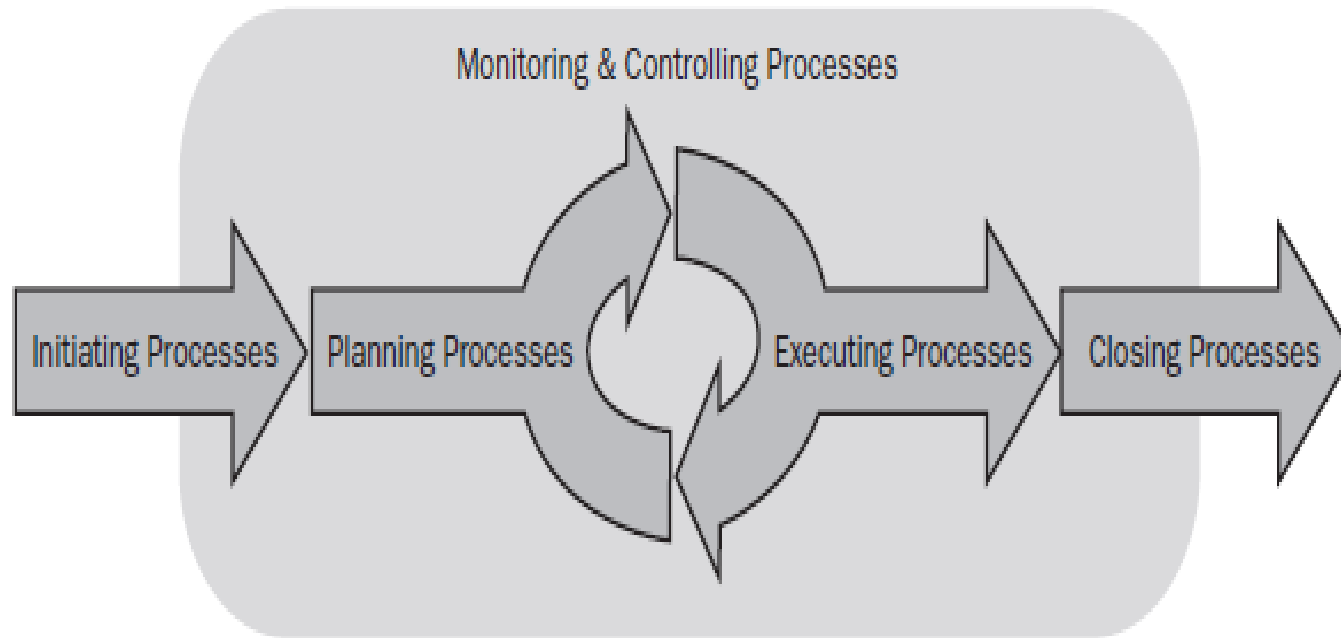 Monitoring & Controlling Processes
Initiating Processes
Planning Processes
Executing Processes
Closing Processes